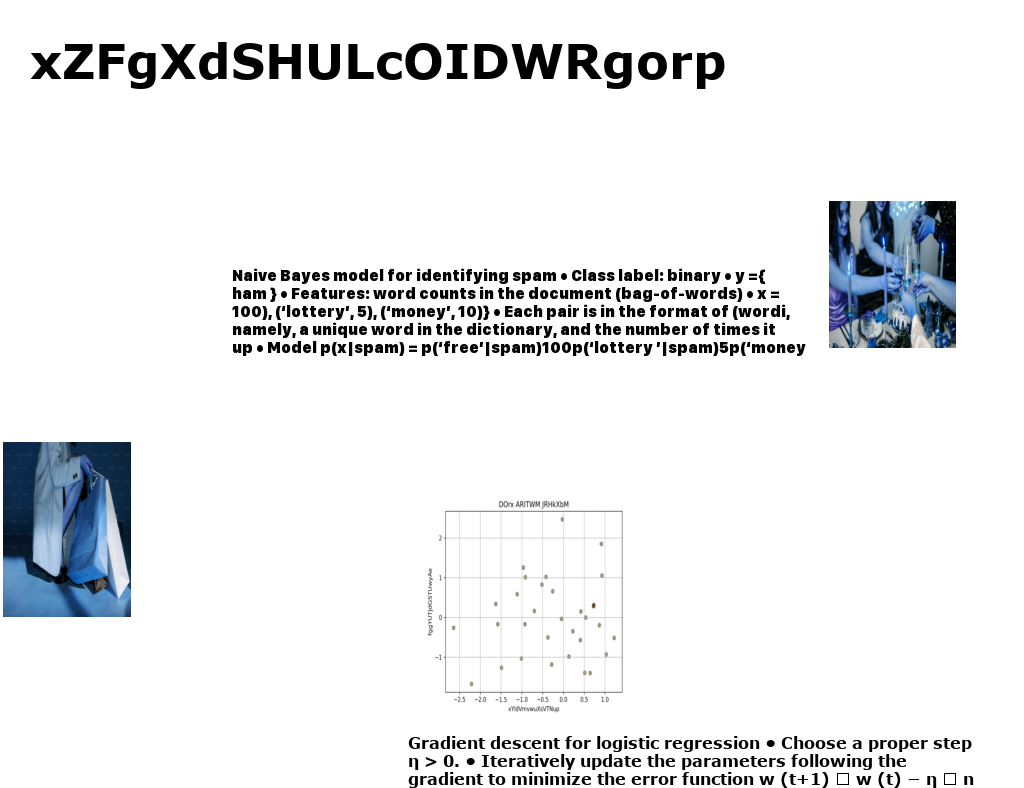 xZFgXdSHULcOIDWRgorp
Naive Bayes model for identifying spam • Class label: binary • y ={
ham } • Features: word counts in the document (bag-of-words) • x =
100), (‘lottery’, 5), (‘money’, 10)} • Each pair is in the format of (wordi,
namely, a unique word in the dictionary, and the number of times it
up • Model p(x|spam) = p(‘free’|spam)100p(‘lottery ’|spam)5p(‘money
DOrx ARITWM JRHkXbM
2
1
0
−1
−2.5 −2.0 −1.5 −1.0 −0.5 0.0 0.5 1.0
Gradient descent for logistic regression • Choose a proper step
η > 0. • Iteratively update the parameters following the
gradient to minimize the error function w (t+1) □ w (t) − η □ n